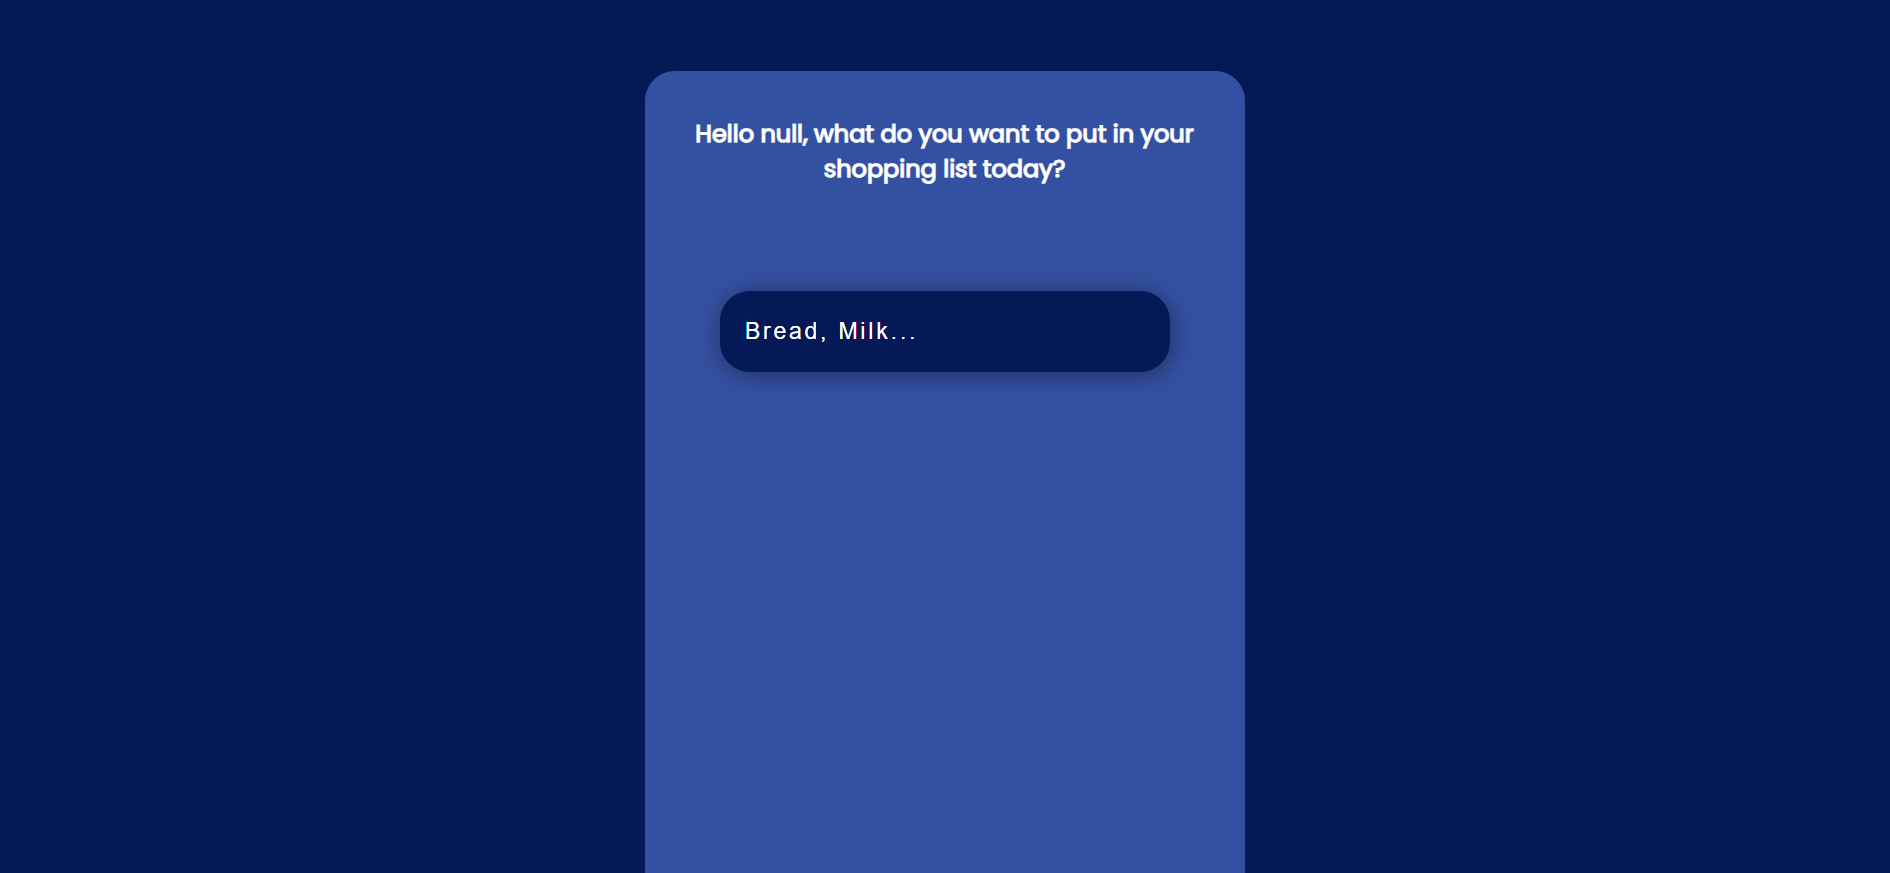 Hello null, what do you want to put in your
shopping list today?
Bread, Milk...